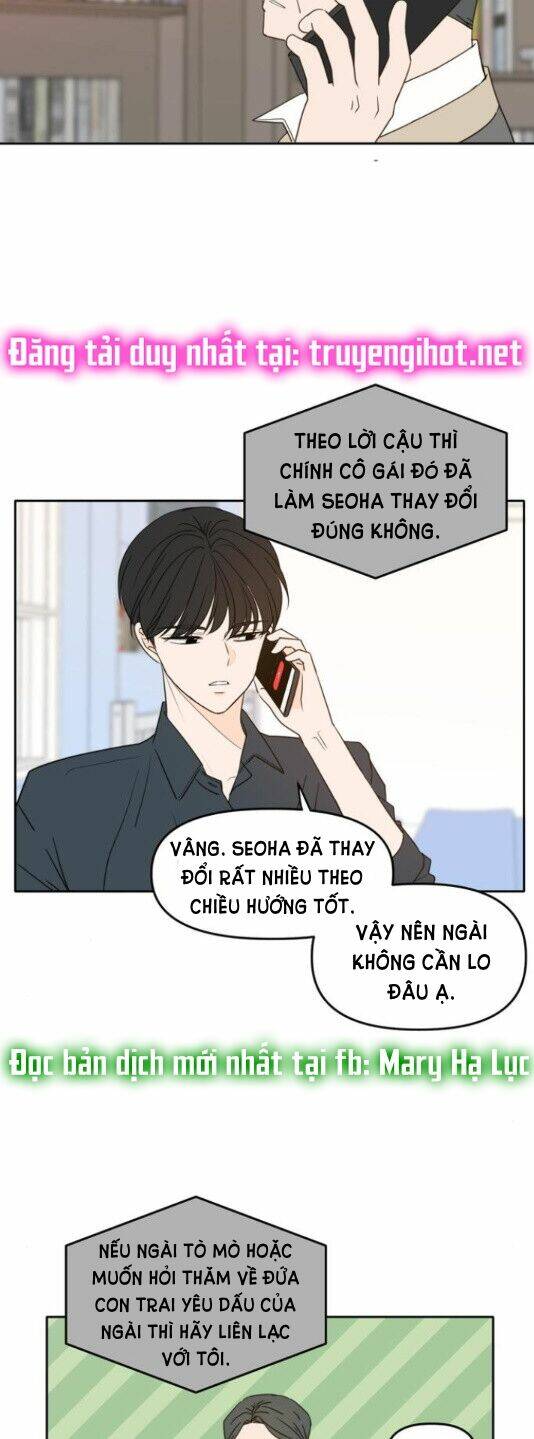 Đăng tải duy nhất tại: truyengihot.net
THEO LỜI CẬU THÌ
CHÍNH CÔ GÁI ĐÓ ĐÃ
LÀM SEOHA THAY ĐỔI
ĐÚNG KHÔNG.
VÂNG. SEOHA ĐÃ THAY
ĐỔI RẤT NHIỀU THEO
CHIỀU HƯỚNG TỐT.
VẬY NÊN NGÀI
KHÔNG CẦN LO
ĐÂU Ạ.
Đọc bản dịch mới nhất tại fb: Mary Hạ Lục
NẾU NGÀI TÒ MÒ HOẶC
MUỐN HỎI THĂM VỀ ĐỨA
CON TRAI YÊU DẤU CỦA
NGÀI THÌ HÃY LIÊN LẠC
VỚI TÔI.